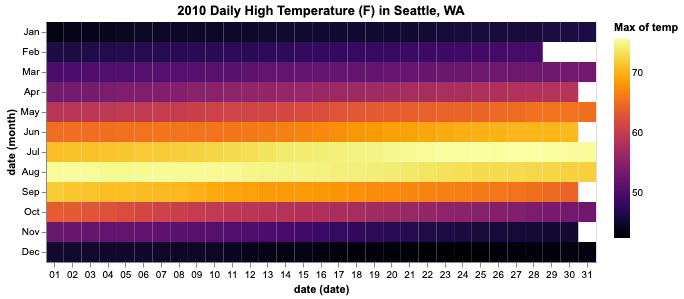 2010 Daily High Temperature (F) in Seattle, WA
Max of temp
70
60
50
date (month)
Jan
Feb
Mar
Apr
May
Jun
Jul
Aug
Sep
Oct
Nov
Dec
01 02 03 04 05 06 07 08 09 10 11 12 13 14 15 16 17 18 19 20 21 22 23 24 25 26 27 28 29 30 31
date (date)